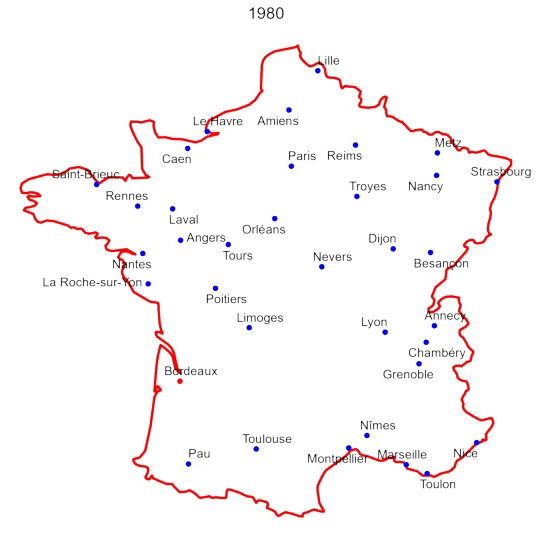 1980
Lille
Le Havre
Amiens
Caen
Metz
Reims
Paris
Saint-Brieuc
Strasbourg
Nancy
Troyes
Rennes
Laval
Orléans
Angers
Dijon
Tours
Nevers
Besançon
Nantes
La Roche-sur-Yon
Poitiers
Annecy
Limoges
Lyon
Chambéry
Bordeaux
Grenoble
Nîmes
Toulouse
Pau
Montpellier
Marseille
Nice
Toulon